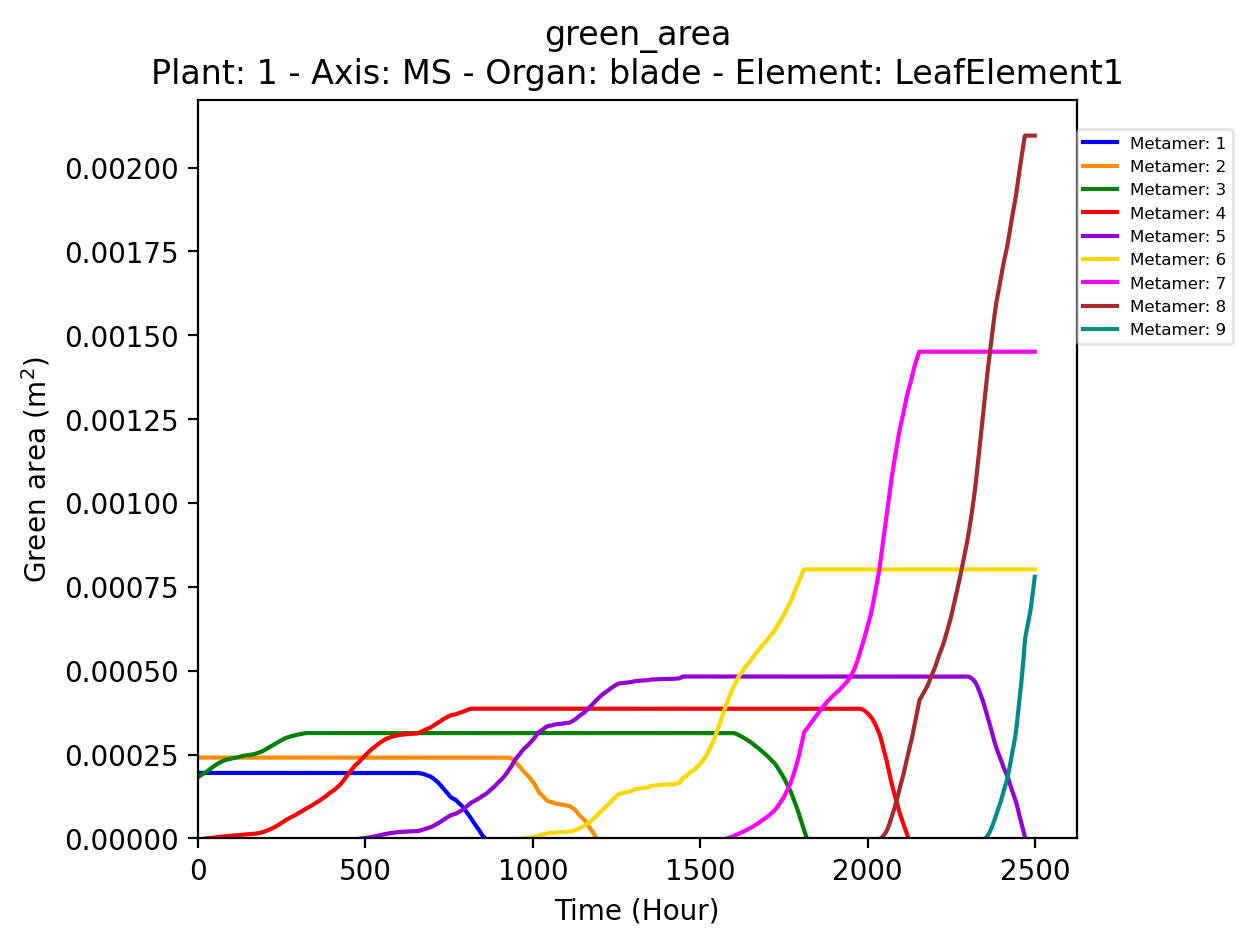 green_area
Plant: 1 - Axis: MS - Organ: blade - Element: LeafElement1
0.00200
0.00175
0.00150
0.00125
0.00100
0.00075
0.00050
0.00025
0.00000
Green area (m²)
0 500 1000 1500 2000 2500
Time (Hour)
Metamer: 1
Metamer: 2
Metamer: 3
Metamer: 4
Metamer: 5
Metamer: 6
Metamer: 7
Metamer: 8
Metamer: 9